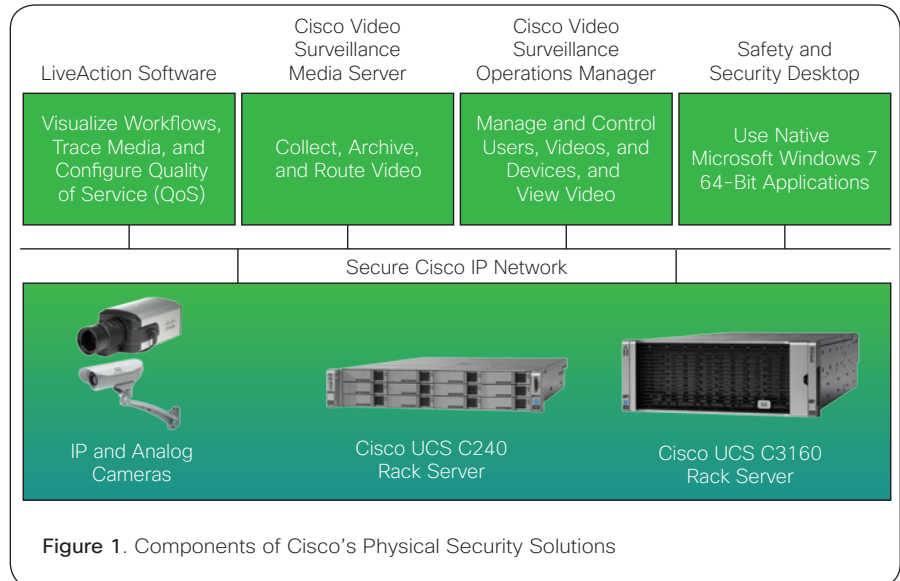 LiveAction Software
Cisco Video
Surveillance
Media Server
Cisco Video
Surveillance
Operations Manager
Safety and
Security Desktop
Visualize Workflows,
Trace Media, and
Configure Quality
of Service (QoS)
Collect, Archive,
and Route Video
Manage and Control
Users, Videos, and
Devices, and
View Video
Use Native
Microsoft Windows 7
64-Bit Applications
Secure Cisco IP Network
IP and Analog
Cameras
Cisco UCS C240
Rack Server
Cisco UCS C3160
Rack Server
Figure 1. Components of Cisco's Physical Security Solutions